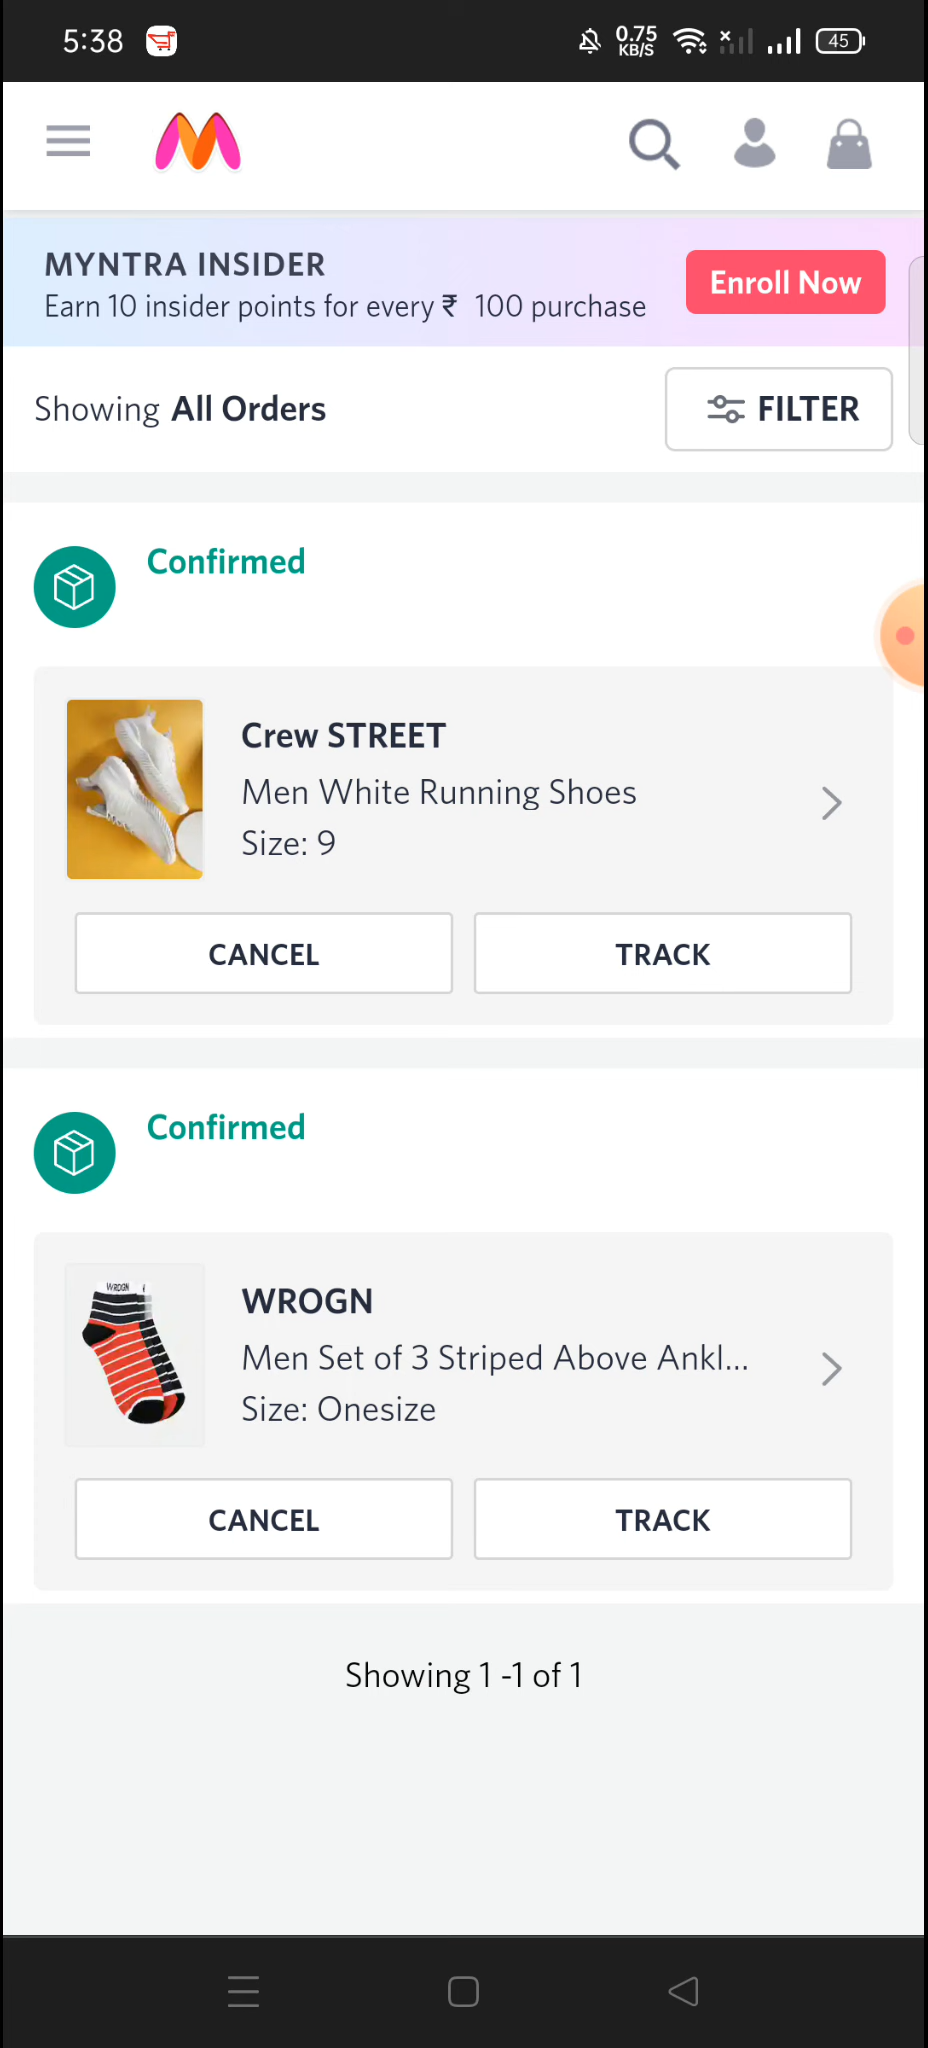 5:38
0.75
KB/S
45
MYNTRA INSIDER
Earn 10 insider points for every ₹ 100 purchase
Enroll Now
Showing All Orders
FILTER
Confirmed
Crew STREET
Men White Running Shoes
Size: 9
CANCEL
TRACK
Confirmed
WROGN
WROGN
Men Set of 3 Striped Above Ankl...
Size: Onesize
CANCEL
TRACK
Showing 1 -1 of 1